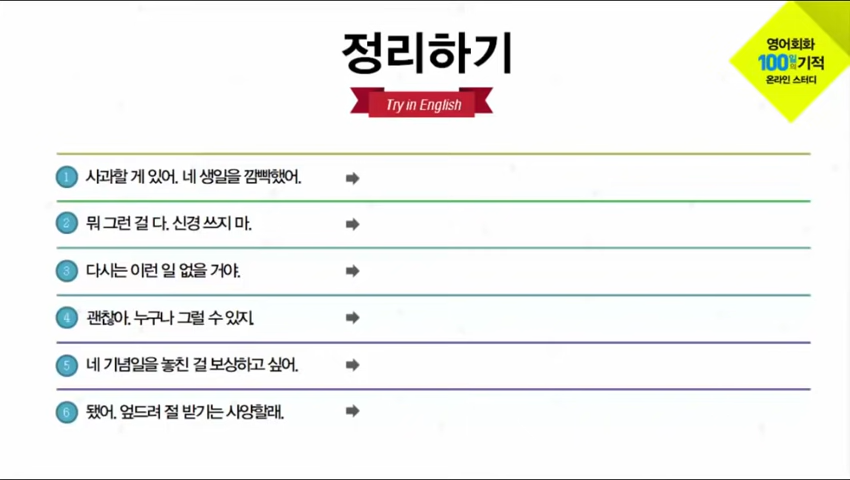 정리하기
영어회화
100일의 기적
온라인 스터디
Try in English
1 사과할 게 있어. 네 생일을 깜빡했어.
2 뭐 그런 걸 다. 신경 쓰지 마.
3 다시는 이런 일 없을 거야.
4 괜찮아. 누구나 그럴 수 있지.
5 네 기념일을 놓친 걸 보상하고 싶어.
6 됐어. 엎드려 절 받기는 사양할래.